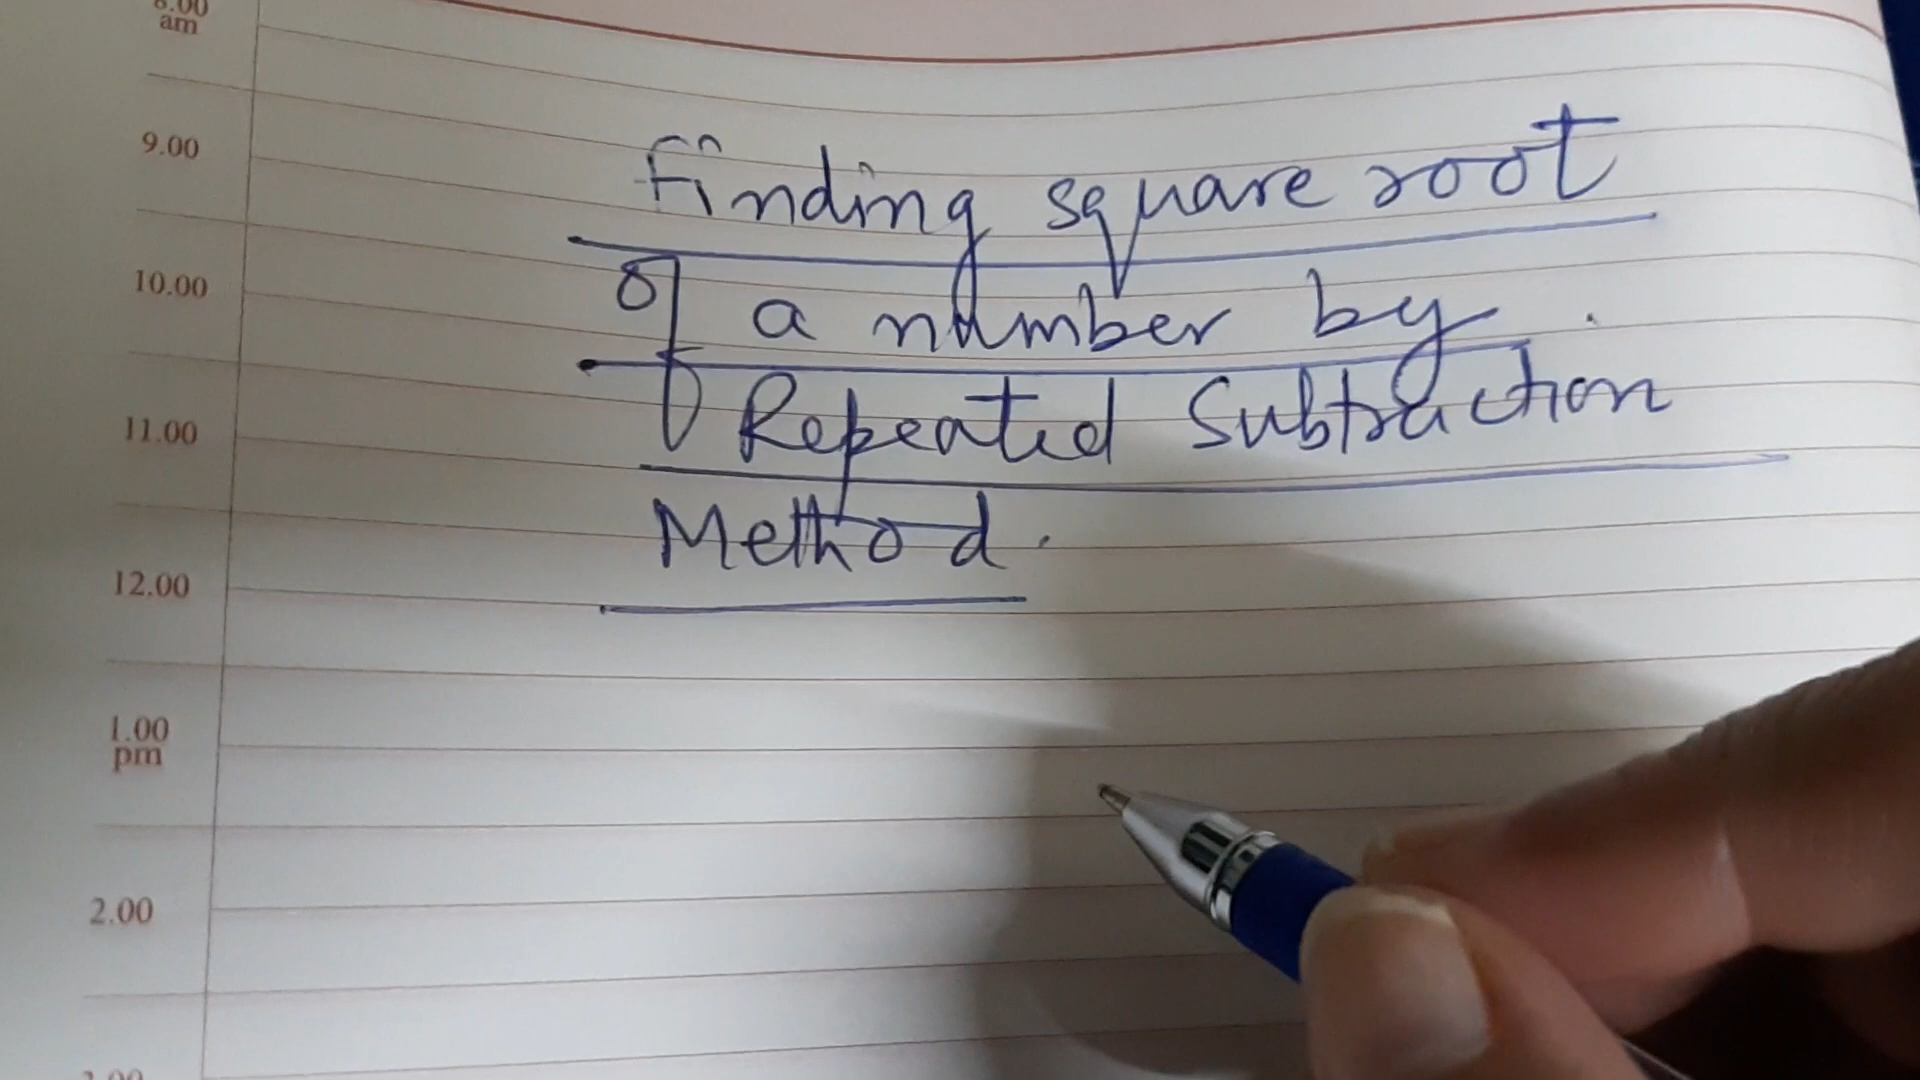 8.00
am
9.00
Finding square root
10.00
of a number by
11.00
Repeated Subtraction
Method.
12.00
1.00
pm
2.00